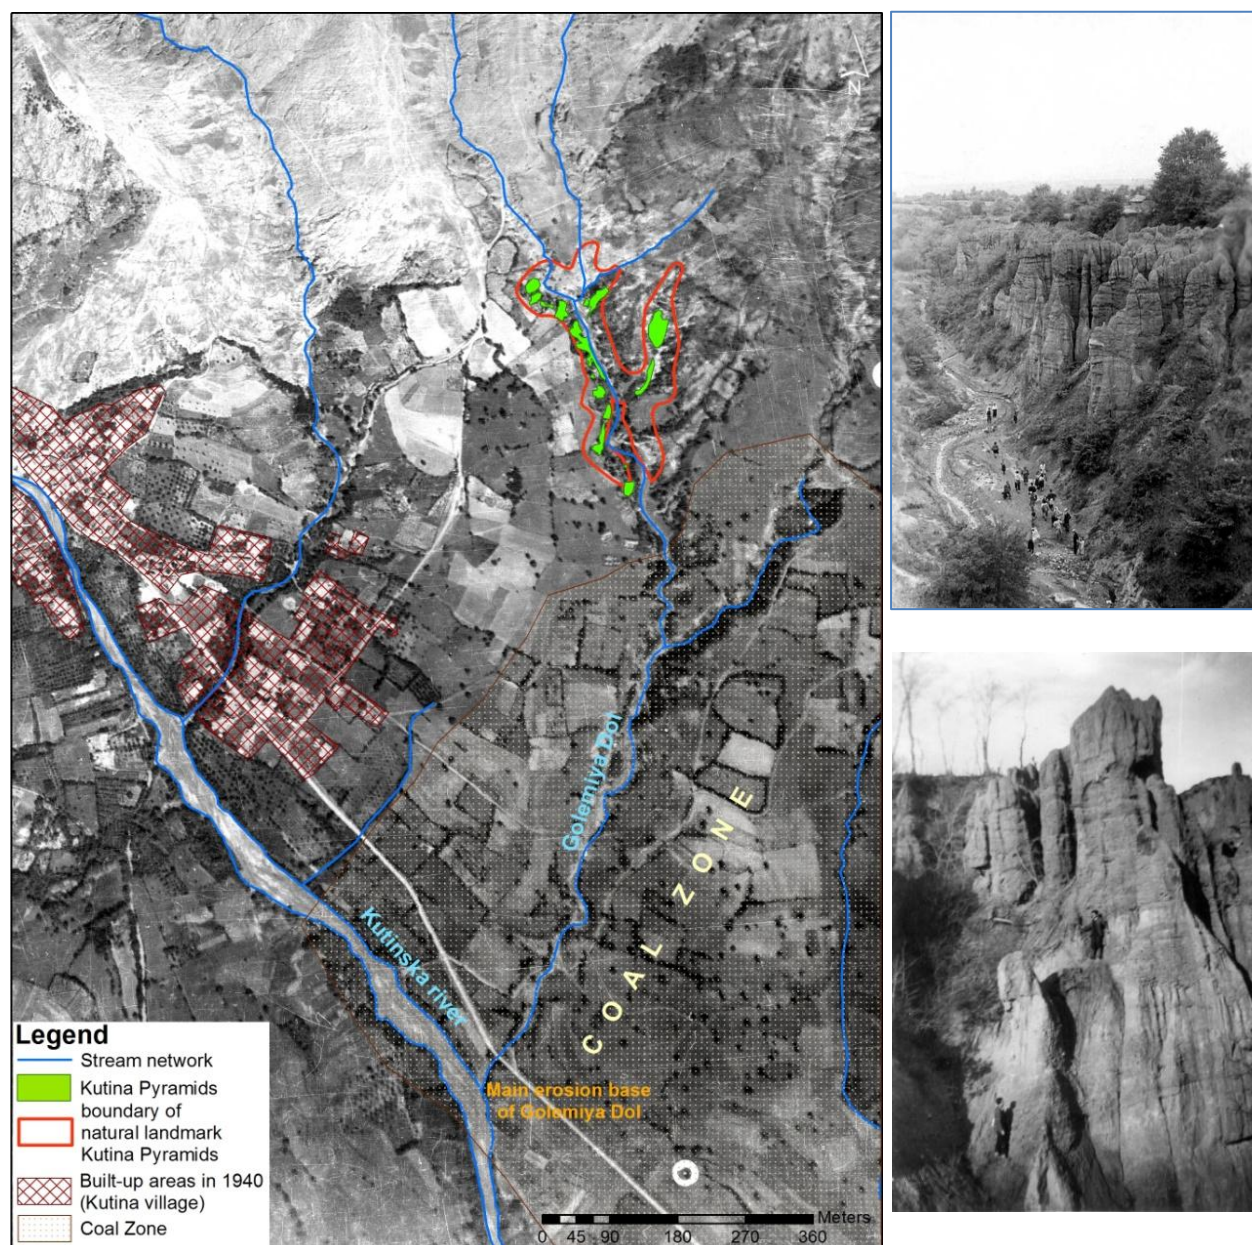 N
Golemiya Dol
COAL ZONE
Kutinska river
Main erosion base
of Golemiya Dol
Legend
Stream network
Kutina Pyramids
boundary of
natural landmark
Kutina Pyramids
Built-up areas in 1940
(Kutina village)
Coal Zone
Meters
0 45 90 180 270 360